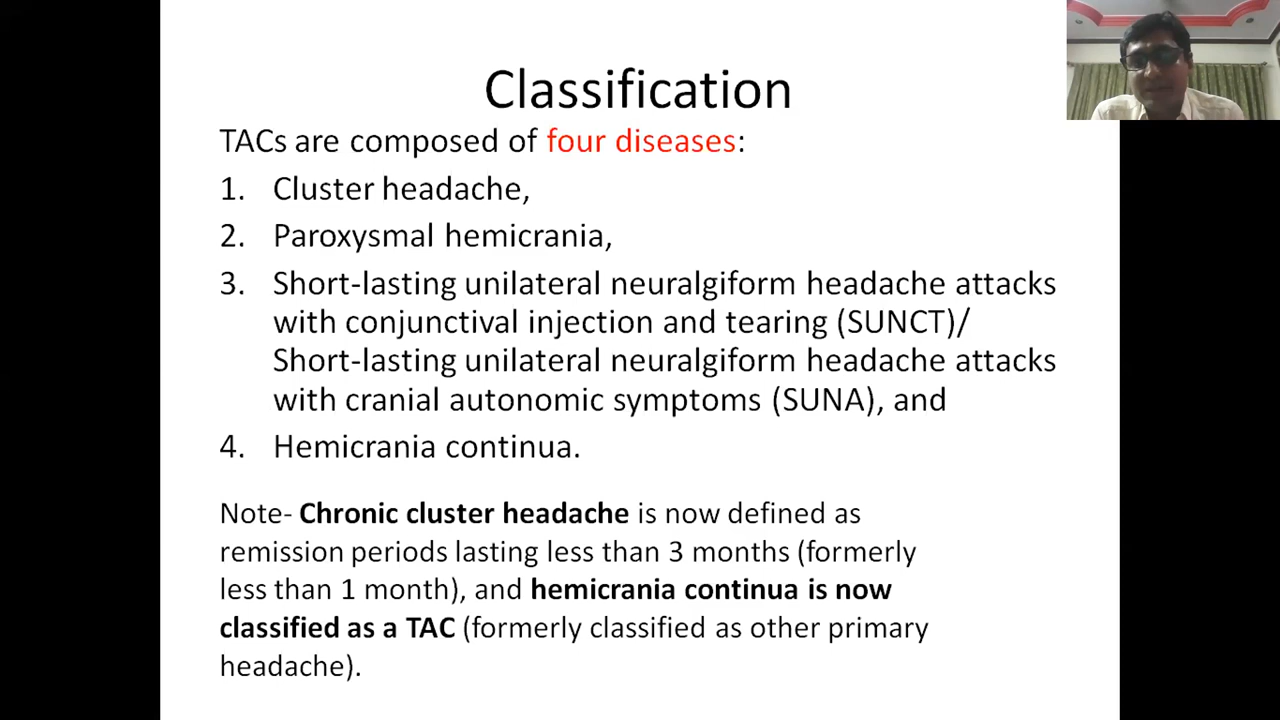 Classification
TACs are composed of four diseases:
1. Cluster headache,
2. Paroxysmal hemicrania,
3. Short-lasting unilateral neuralgiform headache attacks
with conjunctival injection and tearing (SUNCT)/
Short-lasting unilateral neuralgiform headache attacks
with cranial autonomic symptoms (SUNA), and
4. Hemicrania continua.
Note- Chronic cluster headache is now defined as
remission periods lasting less than 3 months (formerly
less than 1 month), and hemicrania continua is now
classified as a TAC (formerly classified as other primary
headache).